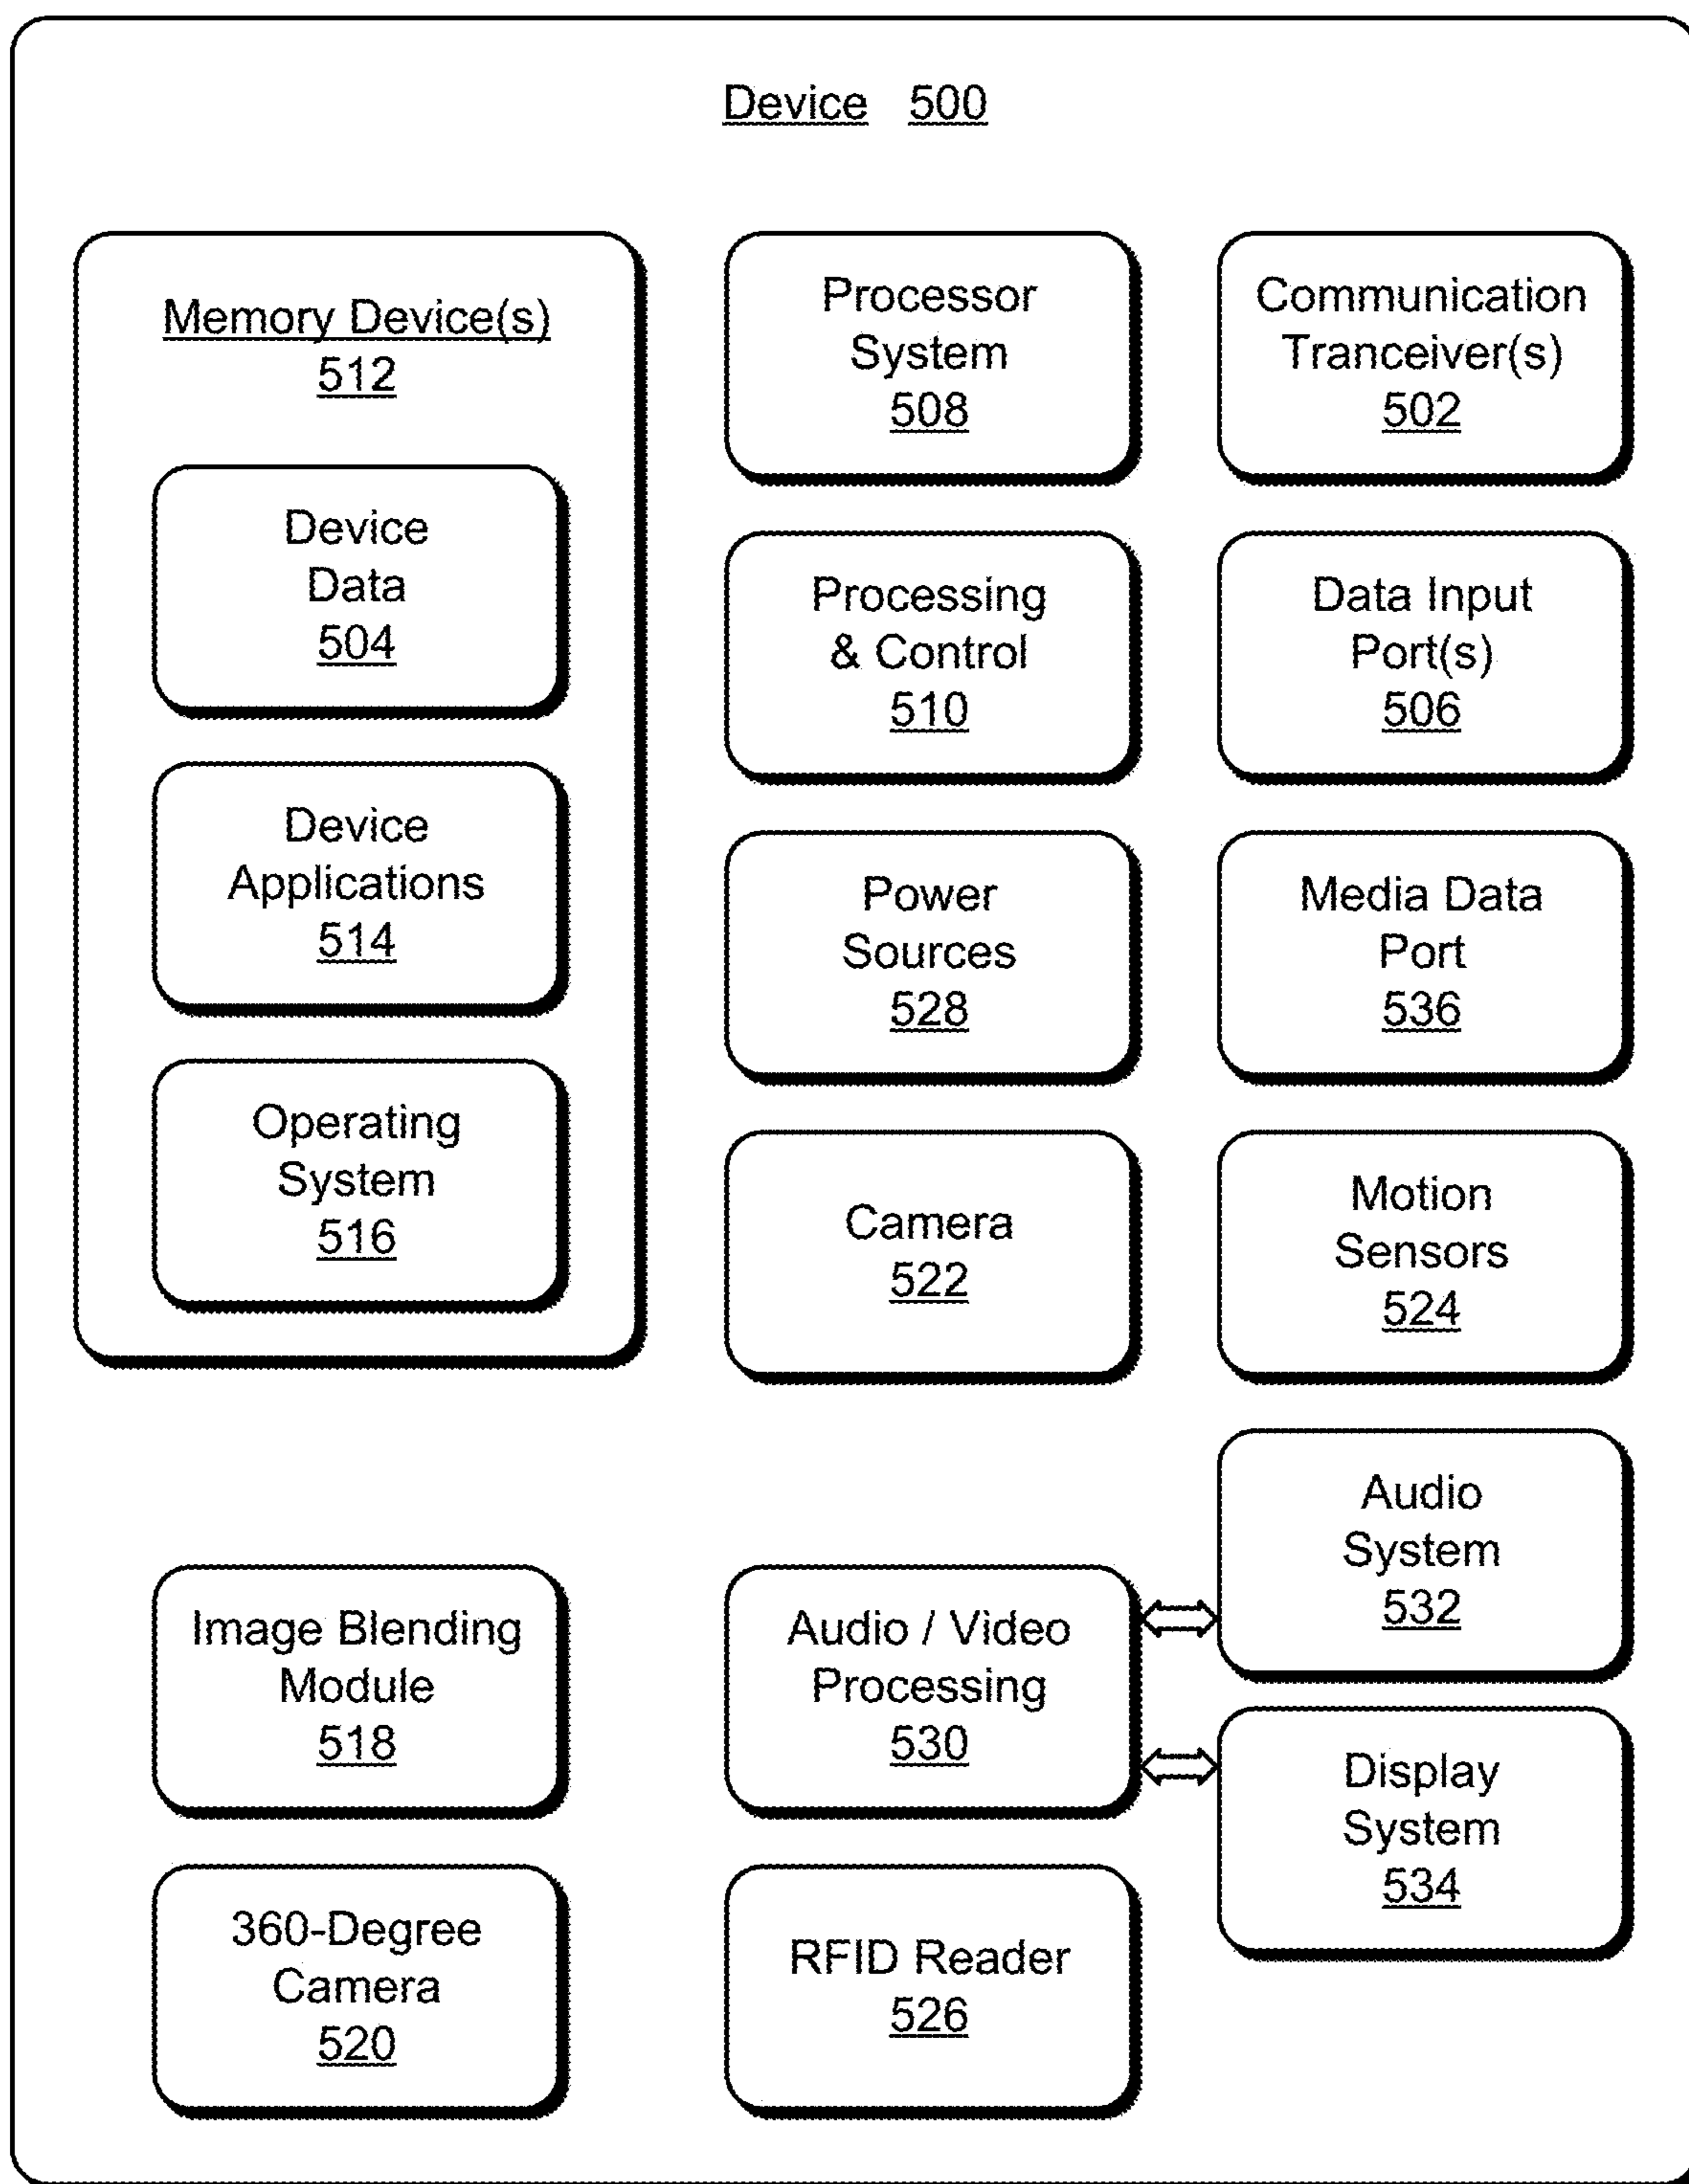 Device 500
Memory Device(s)
512
Device
Data
504
Device
Applications
514
Operating
System
516
Processor
System
508
Communication
Tranceiver(s)
502
Processing
& Control
510
Data Input
Port(s)
506
Power
Sources
528
Media Data
Port
536
Camera
522
Motion
Sensors
524
Image Blending
Module
518
Audio / Video
Processing
530
Audio
System
532
Display
System
534
360-Degree
Camera
520
RFID Reader
526